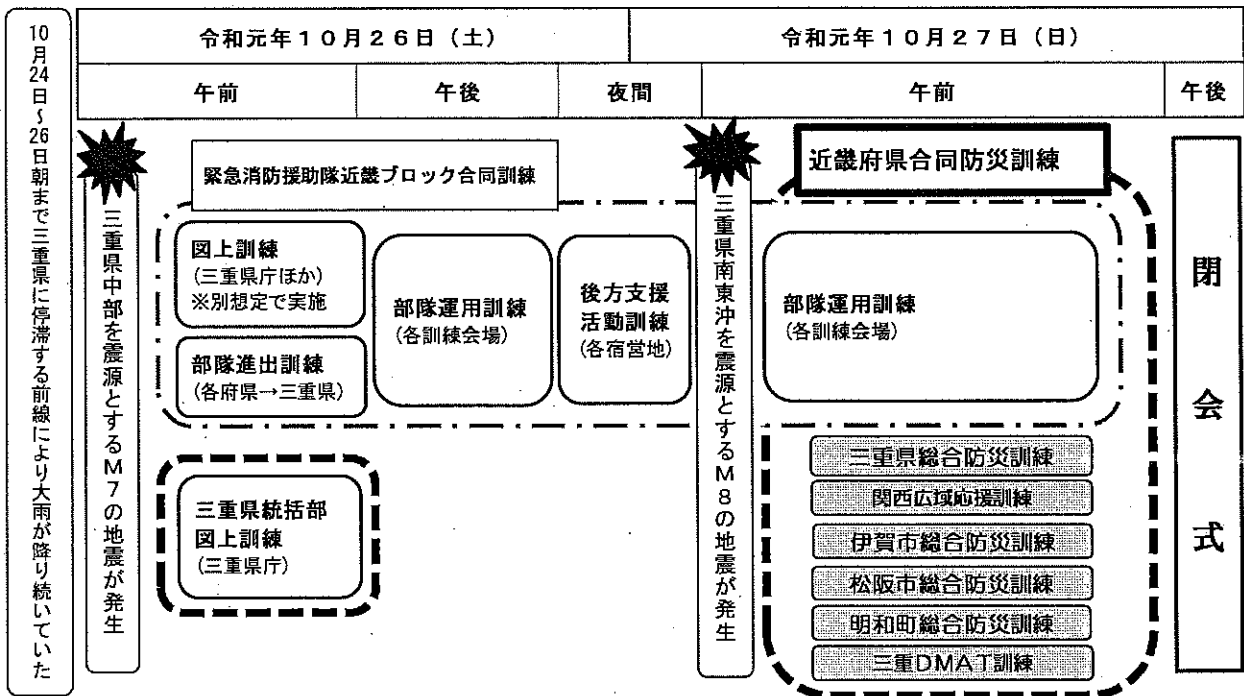 10月24日～26日朝まで三重県に停滞する前線により大雨が降り続いていた
令和元年１０月２６日（土）
令和元年１０月２７日（日）
午前
午後
夜間
午前
午後
三重県中部を震源とするＭ７の地震が発生
緊急消防援助隊近畿ブロック合同訓練
図上訓練
(三重県庁ほか)
※別想定で実施
部隊進出訓練
(各府県→三重県)
部隊運用訓練
(各訓練会場)
後方支援
活動訓練
(各宿営地)
三重県統括部
図上訓練
(三重県庁)
三重県南東沖を震源とするＭ８の地震が発生
近畿府県合同防災訓練
部隊運用訓練
(各訓練会場)
三重県総合防災訓練
関西広域応援訓練
伊賀市総合防災訓練
松阪市総合防災訓練
明和町総合防災訓練
三重DMAT訓練
閉会式